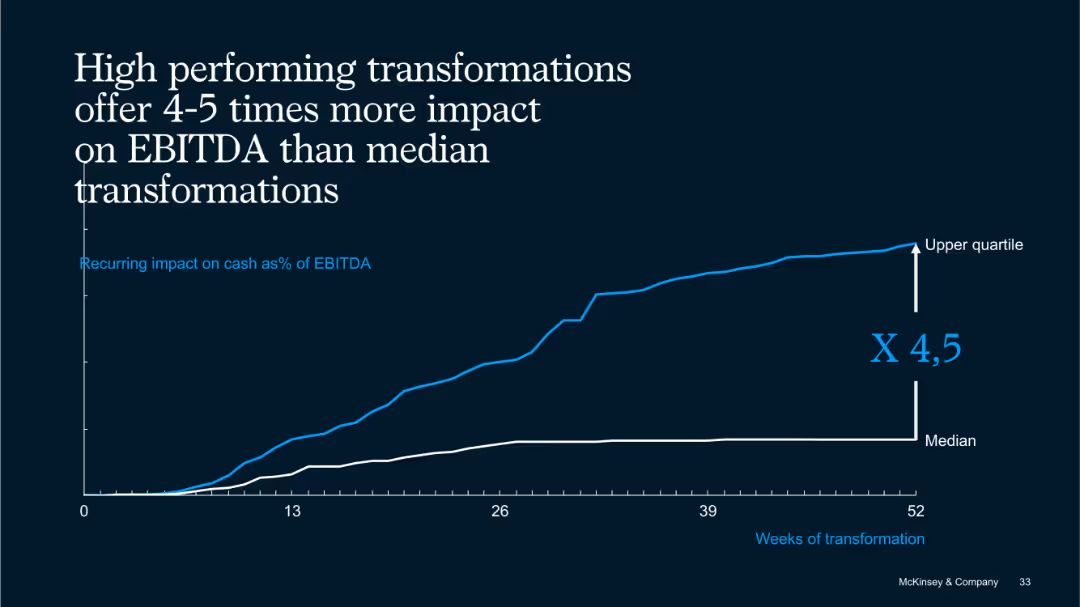 High performing transformations
offer 4-5 times more impact
on EBITDA than median
transformations
Recurring impact on cash as% of EBITDA
Upper quartile
X 4,5
Median
0 13 26 39 52
Weeks of transformation
McKinsey & Company 33